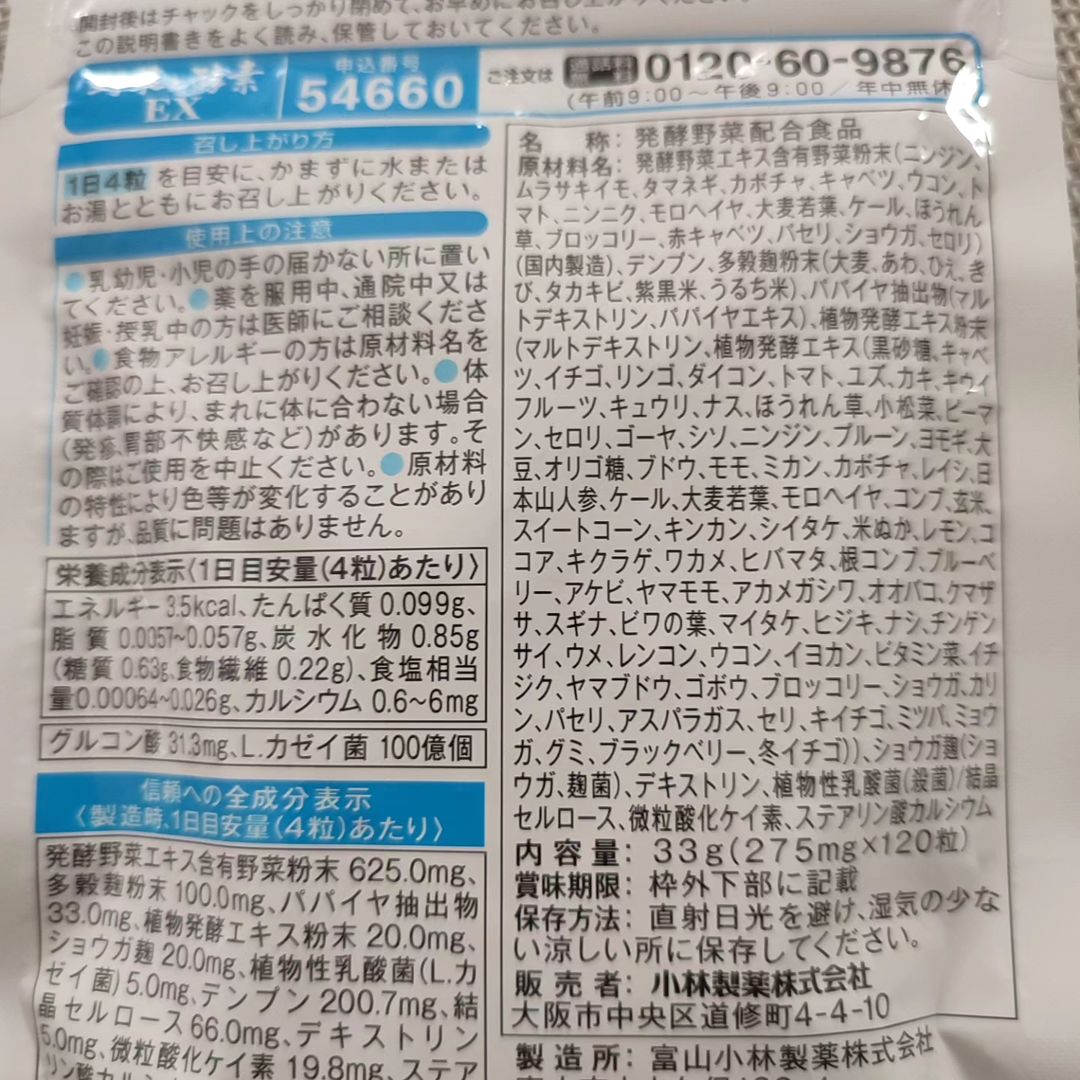 開封後はチャックをしっかり閉めて、お早めにお召し上がりください。
この説明書きをよく読み、保管しておいてください。
酵素
EX
申込番号
54660
ご注文は
通話料
無料
0120-60-9876
(午前9:00～午後9:00/年中無休)
召し上がり方
1日4粒 を目安に、かまずに水または
お湯とともにお召し上がりください。
使用上の注意
●乳幼児・小児の手の届かない所に置い
てください。●薬を服用中、通院中又は
妊娠・授乳中の方は医師にご相談くださ
い。●食物アレルギーの方は原材料名を
ご確認の上、お召し上がりください。●体
質体調により、まれに体に合わない場合
(発疹、胃部不快感など)があります。そ
の際はご使用を中止ください。●原材料
の特性により色等が変化することがあり
ますが、品質に問題はありません。
栄養成分表示〈1日目安量(4粒)あたり〉
エネルギー3.5kcal、たんぱく質0.099g、
脂質0.0057~0.057g、炭水化物0.85g
(糖質0.63g、食物繊維0.22g)、食塩相当
量0.00064~0.026g、カルシウム0.6~6mg
グルコン酸31.3mg、L.カゼイ菌100億個
信頼への全成分表示
〈製造時、1日目安量(4粒)あたり〉
発酵野菜エキス含有野菜粉末625.0mg、
多穀麹粉末100.0mg、パパイヤ抽出物
33.0mg、植物発酵エキス粉末20.0mg、
ショウガ麹20.0mg、植物性乳酸菌(L.カ
ゼイ菌)5.0mg、デンプン200.7mg、結
晶セルロース66.0mg、デキストリン
5.0mg、微粒酸化ケイ素19.8mg、ステア
リン酸カル
名称:発酵野菜配合食品
原材料名:発酵野菜エキス含有野菜粉末(ニンジン、
ムラサキイモ、タマネギ、カボチャ、キャベツ、ウコン、ト
マト、ニンニク、モロヘイヤ、大麦若葉、ケール、ほうれん
草、ブロッコリー、赤キャベツ、パセリ、ショウガ、セロリ)
(国内製造)、デンプン、多穀麹粉末(大麦、あわ、ひえ、き
び、タカキビ、紫黒米、うるち米)、パパイヤ抽出物(マル
トデキストリン、パパイヤエキス)、植物発酵エキス粉末
(マルトデキストリン、植物発酵エキス(黒砂糖、キャベ
ツ、イチゴ、リンゴ、ダイコン、トマト、ユズ、カキ、キウイ
フルーツ、キュウリ、ナス、ほうれん草、小松菜、ピーマ
ン、セロリ、ゴーヤ、シソ、ニンジン、プルーン、ヨモギ、大
豆、オリゴ糖、ブドウ、モモ、ミカン、カボチャ、レイシ、日
本山人参、ケール、大麦若葉、モロヘイヤ、コンブ、玄米、
スイートコーン、キンカン、シイタケ、米ぬか、レモン、コ
コア、キクラゲ、ワカメ、ヒバマタ、根コンブ、ブルーベ
リー、アケビ、ヤマモモ、アカメガシワ、オオバコ、クマザ
サ、スギナ、ビワの葉、マイタケ、ヒジキ、ナシ、チンゲン
サイ、ウメ、レンコン、ウコン、イヨカン、ビタミン菜、イチ
ジク、ヤマブドウ、ゴボウ、ブロッコリー、ショウガ、カリ
ン、パセリ、アスパラガス、セリ、キイチゴ、ミツバ、ミョウ
ガ、グミ、ブラックベリー、冬イチゴ))、ショウガ麹(ショ
ウガ、麹菌)、デキストリン、植物性乳酸菌(殺菌)/結晶
セルロース、微粒酸化ケイ素、ステアリン酸カルシウム
内容量:33g(275mg×120粒)
賞味期限:枠外下部に記載
保存方法:直射日光を避け、湿気の少な
い涼しい所に保存してください。
販売者:小林製薬株式会社
大阪市中央区道修町4-4-10
製造所:富山小林製薬株式会社